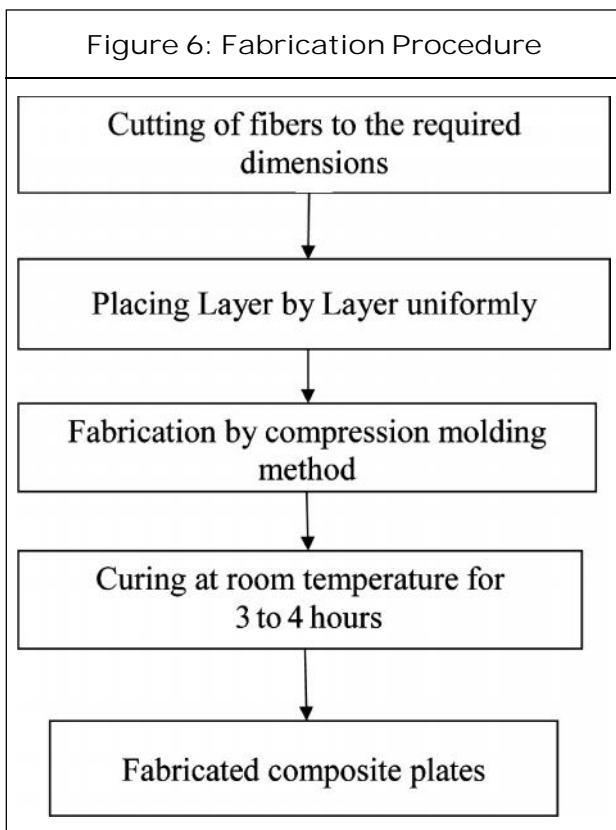 Figure 6: Fabrication Procedure
Cutting of fibers to the required
dimensions
Placing Layer by Layer uniformly
Fabrication by compression molding
method
Curing at room temperature for
3 to 4 hours
Fabricated composite plates